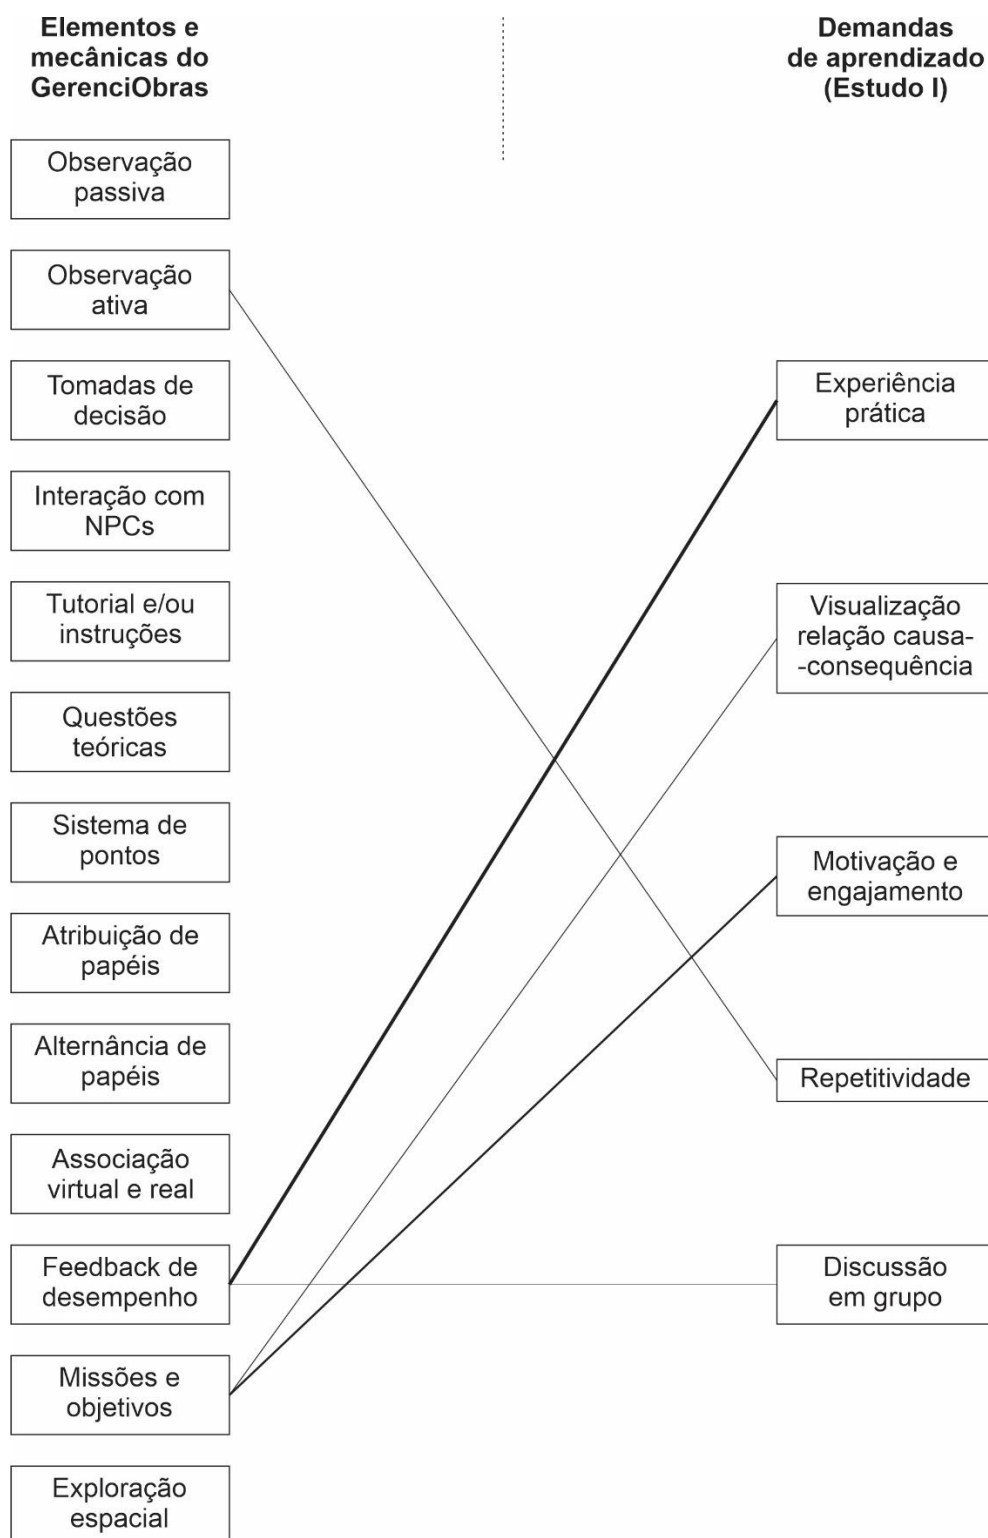 Elementos e
mecânicas do
GerenciObras
Demandas
de aprendizado
(Estudo I)
Observação
passiva
Observação
ativa
Tomadas de
decisão
Interação com
NPCs
Tutorial e/ou
instruções
Questões
teóricas
Sistema de
pontos
Atribuição de
papéis
Alternância de
papéis
Associação
virtual e real
Feedback de
desempenho
Missões e
objetivos
Exploração
espacial
Experiência
prática
Visualização
relação causa-
-consequência
Motivação e
engajamento
Repetitividade
Discussão
em grupo